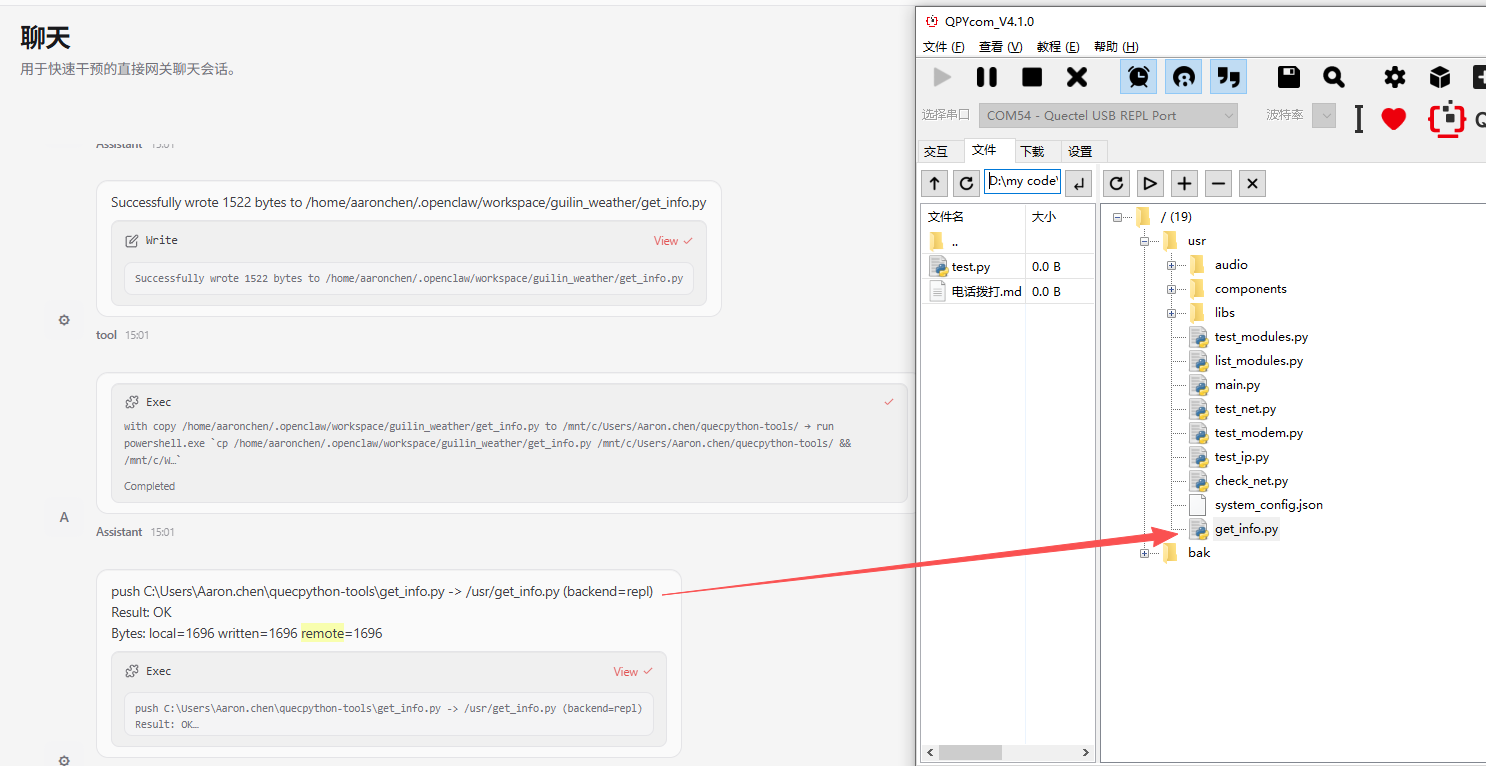 聊天
用于快速干预的直接网关聊天会话。
Assistant 15:01
Successfully wrote 1522 bytes to /home/aaronchen/.openclaw/workspace/guilin_weather/get_info.py
Write
View
Successfully wrote 1522 bytes to /home/aaronchen/.openclaw/workspace/guilin_weather/get_info.py
tool 15:01
Exec
with copy /home/aaronchen/.openclaw/workspace/guilin_weather/get_info.py to /mnt/c/Users/Aaron.chen/quecpython-tools/ → run
powershell.exe `cp /home/aaronchen/.openclaw/workspace/guilin_weather/get_info.py /mnt/c/Users/Aaron.chen/quecpython-tools/ &&
/mnt/c/W…`
Completed
A
Assistant 15:01
push C:\Users\Aaron.chen\quecpython-tools\get_info.py -> /usr/get_info.py (backend=repl)
Result: OK
Bytes: local=1696 written=1696 remote=1696
Exec
View
push C:\Users\Aaron.chen\quecpython-tools\get_info.py -> /usr/get_info.py (backend=repl)
Result: OK…
QPYcom_V4.1.0
文件 (F) 查看 (V) 教程 (E) 帮助 (H)
选择串口 COM54 - Quectel USB REPL Port 波特率
Q
交互 文件 下载 设置
D:\my code\
文件名 大小
..
test.py 0.0 B
电话拨打.md 0.0 B
/ (19)
usr
audio
components
libs
test_modules.py
list_modules.py
main.py
test_net.py
test_modem.py
test_ip.py
check_net.py
system_config.json
get_info.py
bak